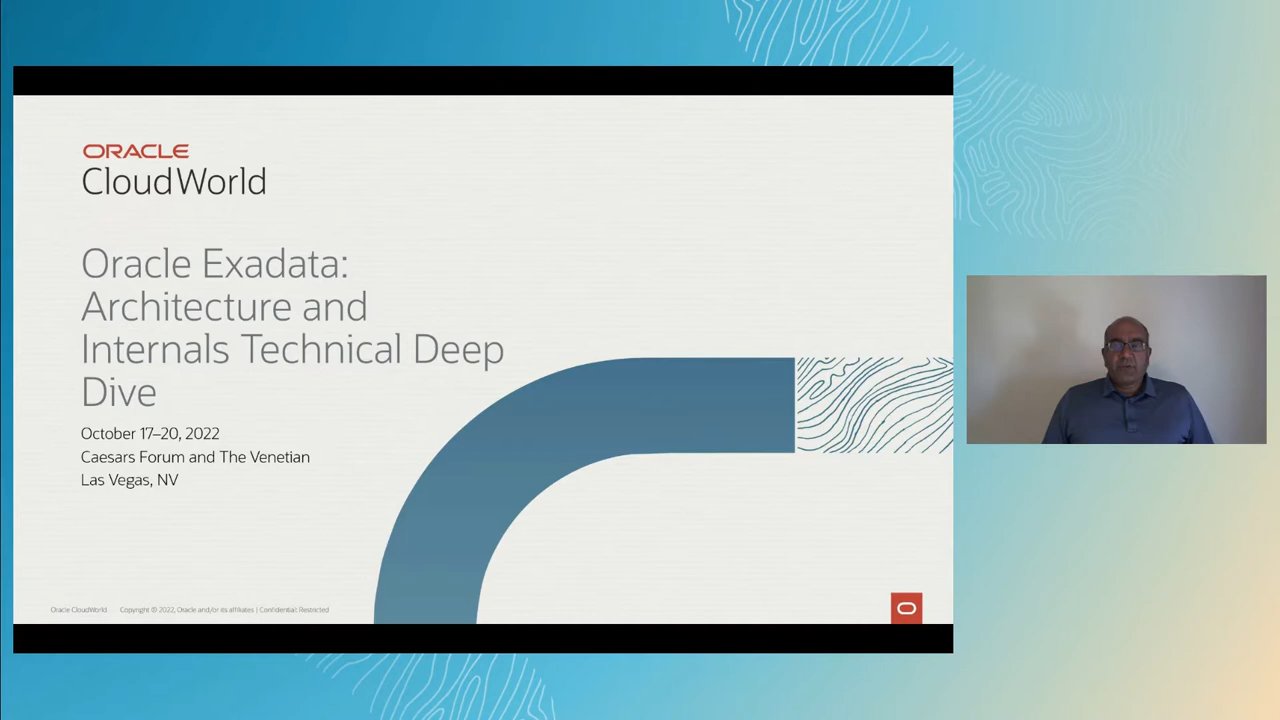 ORACLE
CloudWorld
Oracle Exadata:
Architecture and
Internals Technical Deep
Dive
October 17–20, 2022
Caesars Forum and The Venetian
Las Vegas, NV
Oracle CloudWorld Copyright © 2022, Oracle and/or its affiliates | Confidential: Restricted